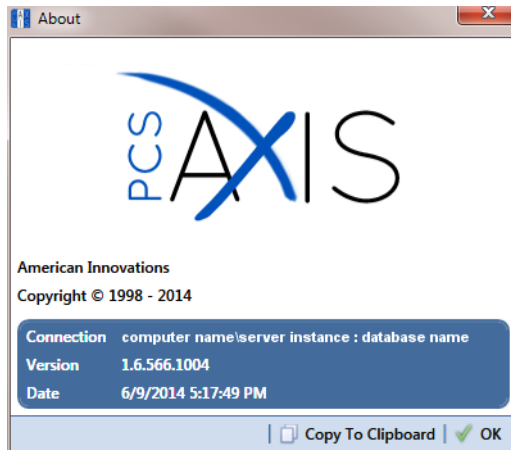 About
PCS AXIS
American Innovations
Copyright © 1998 - 2014
Connection computer name\server instance : database name
Version 1.6.566.1004
Date 6/9/2014 5:17:49 PM
Copy To Clipboard OK